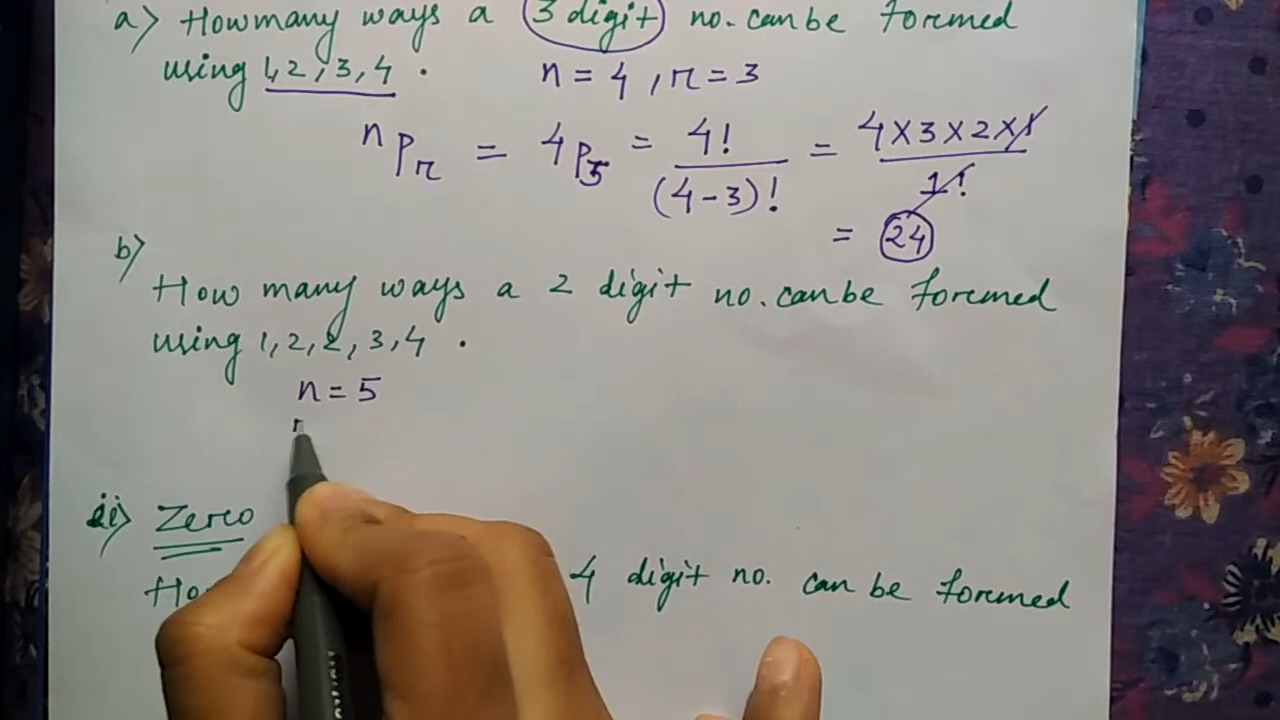 a) How many ways a 3 digit no. can be formed
using 1,2,3,4 .
n = 4 , r = 3
nPr = 4P3 = 4! / (4-3)! = 4×3×2×1 / 1!
= 24
b)
How many ways a 2 digit no. can be formed
using 1,2,2,3,4 .
n = 5
ii) Zero
4 digit no. can be formed